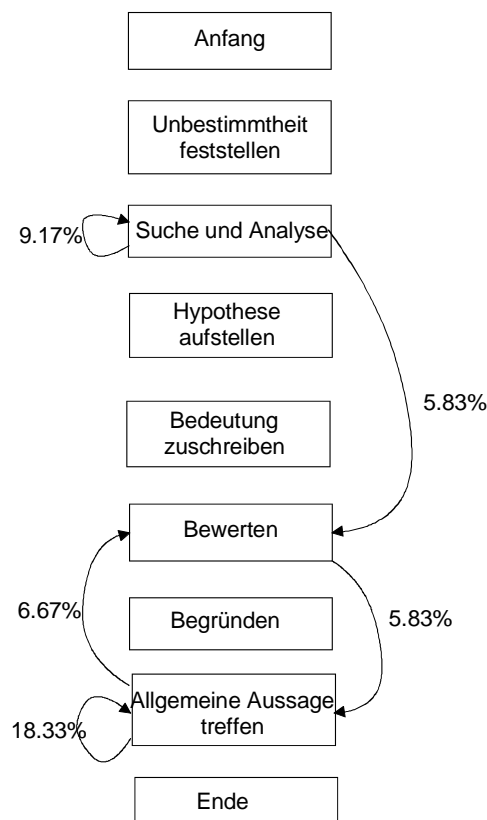 Anfang
Unbestimmtheit
feststellen
9.17%
Suche und Analyse
Hypothese
aufstellen
5.83%
Bedeutung
zuschreiben
Bewerten
6.67%
Begründen
5.83%
Allgemeine Aussage
treffen
18.33%
Ende